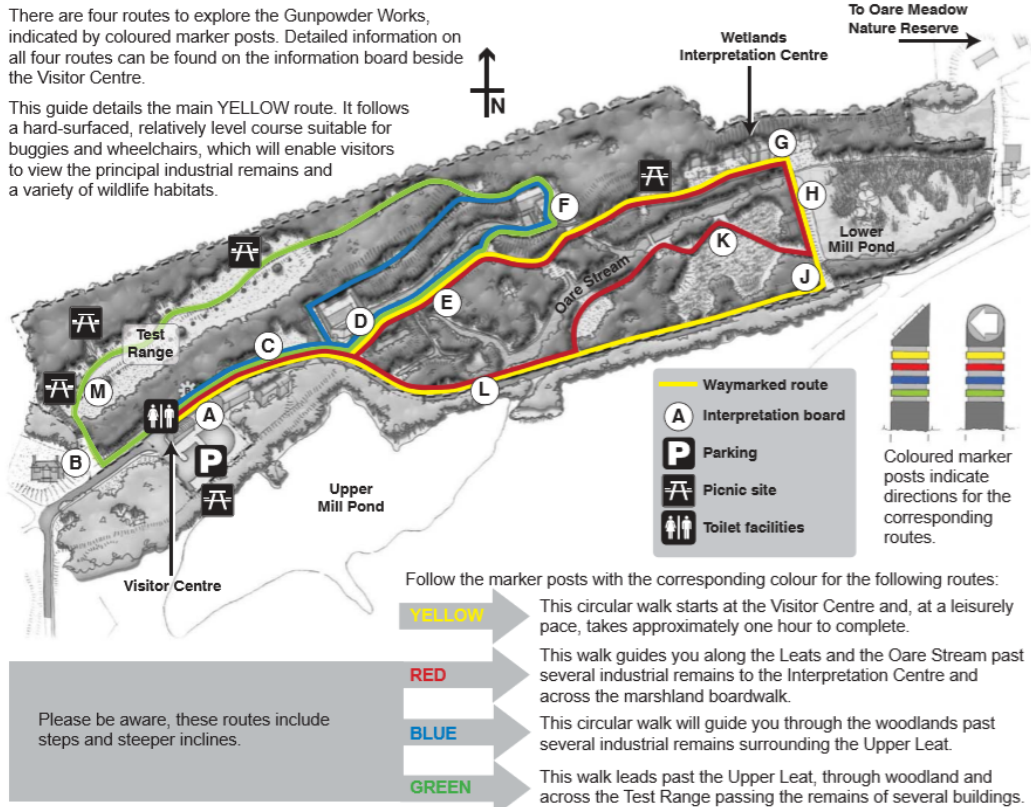 There are four routes to explore the Gunpowder Works,
indicated by coloured marker posts. Detailed information on
all four routes can be found on the information board beside
the Visitor Centre.
This guide details the main YELLOW route. It follows
a hard-surfaced, relatively level course suitable for
buggies and wheelchairs, which will enable visitors
to view the principal industrial remains and
a variety of wildlife habitats.
N
To Oare Meadow
Nature Reserve
Wetlands
Interpretation Centre
G
H
F
K
Lower
Mill Pond
J
Oare Stream
E
D
C
Test
Range
M
L
A
B
P
Upper
Mill Pond
Visitor Centre
Waymarked route
A Interpretation board
P Parking
Picnic site
Toilet facilities
Coloured marker
posts indicate
directions for the
corresponding
routes.
Follow the marker posts with the corresponding colour for the following routes:
YELLOW
This circular walk starts at the Visitor Centre and, at a leisurely
pace, takes approximately one hour to complete.
Please be aware, these routes include
steps and steeper inclines.
RED
This walk guides you along the Leats and the Oare Stream past
several industrial remains to the Interpretation Centre and
across the marshland boardwalk.
BLUE
This circular walk will guide you through the woodlands past
several industrial remains surrounding the Upper Leat.
GREEN
This walk leads past the Upper Leat, through woodland and
across the Test Range passing the remains of several buildings.